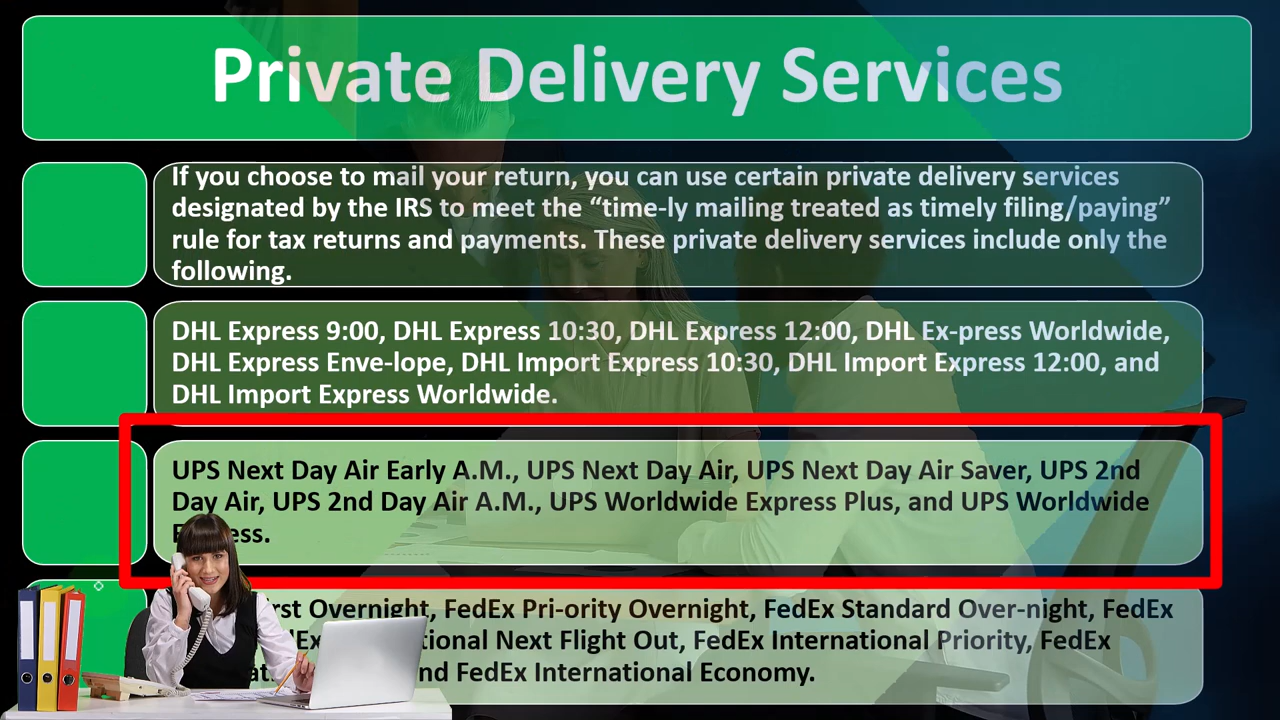 Private Delivery Services
If you choose to mail your return, you can use certain private delivery services
designated by the IRS to meet the “time-ly mailing treated as timely filing/paying”
rule for tax returns and payments. These private delivery services include only the
following.
DHL Express 9:00, DHL Express 10:30, DHL Express 12:00, DHL Ex-press Worldwide,
DHL Express Enve-lope, DHL Import Express 10:30, DHL Import Express 12:00, and
DHL Import Express Worldwide.
UPS Next Day Air Early A.M., UPS Next Day Air, UPS Next Day Air Saver, UPS 2nd
Day Air, UPS 2nd Day Air A.M., UPS Worldwide Express Plus, and UPS Worldwide
Overnight, FedEx Pri-ority Overnight, FedEx Standard Over-night, FedEx
Next Flight Out, FedEx International Priority, FedEx
FedEx International Economy.